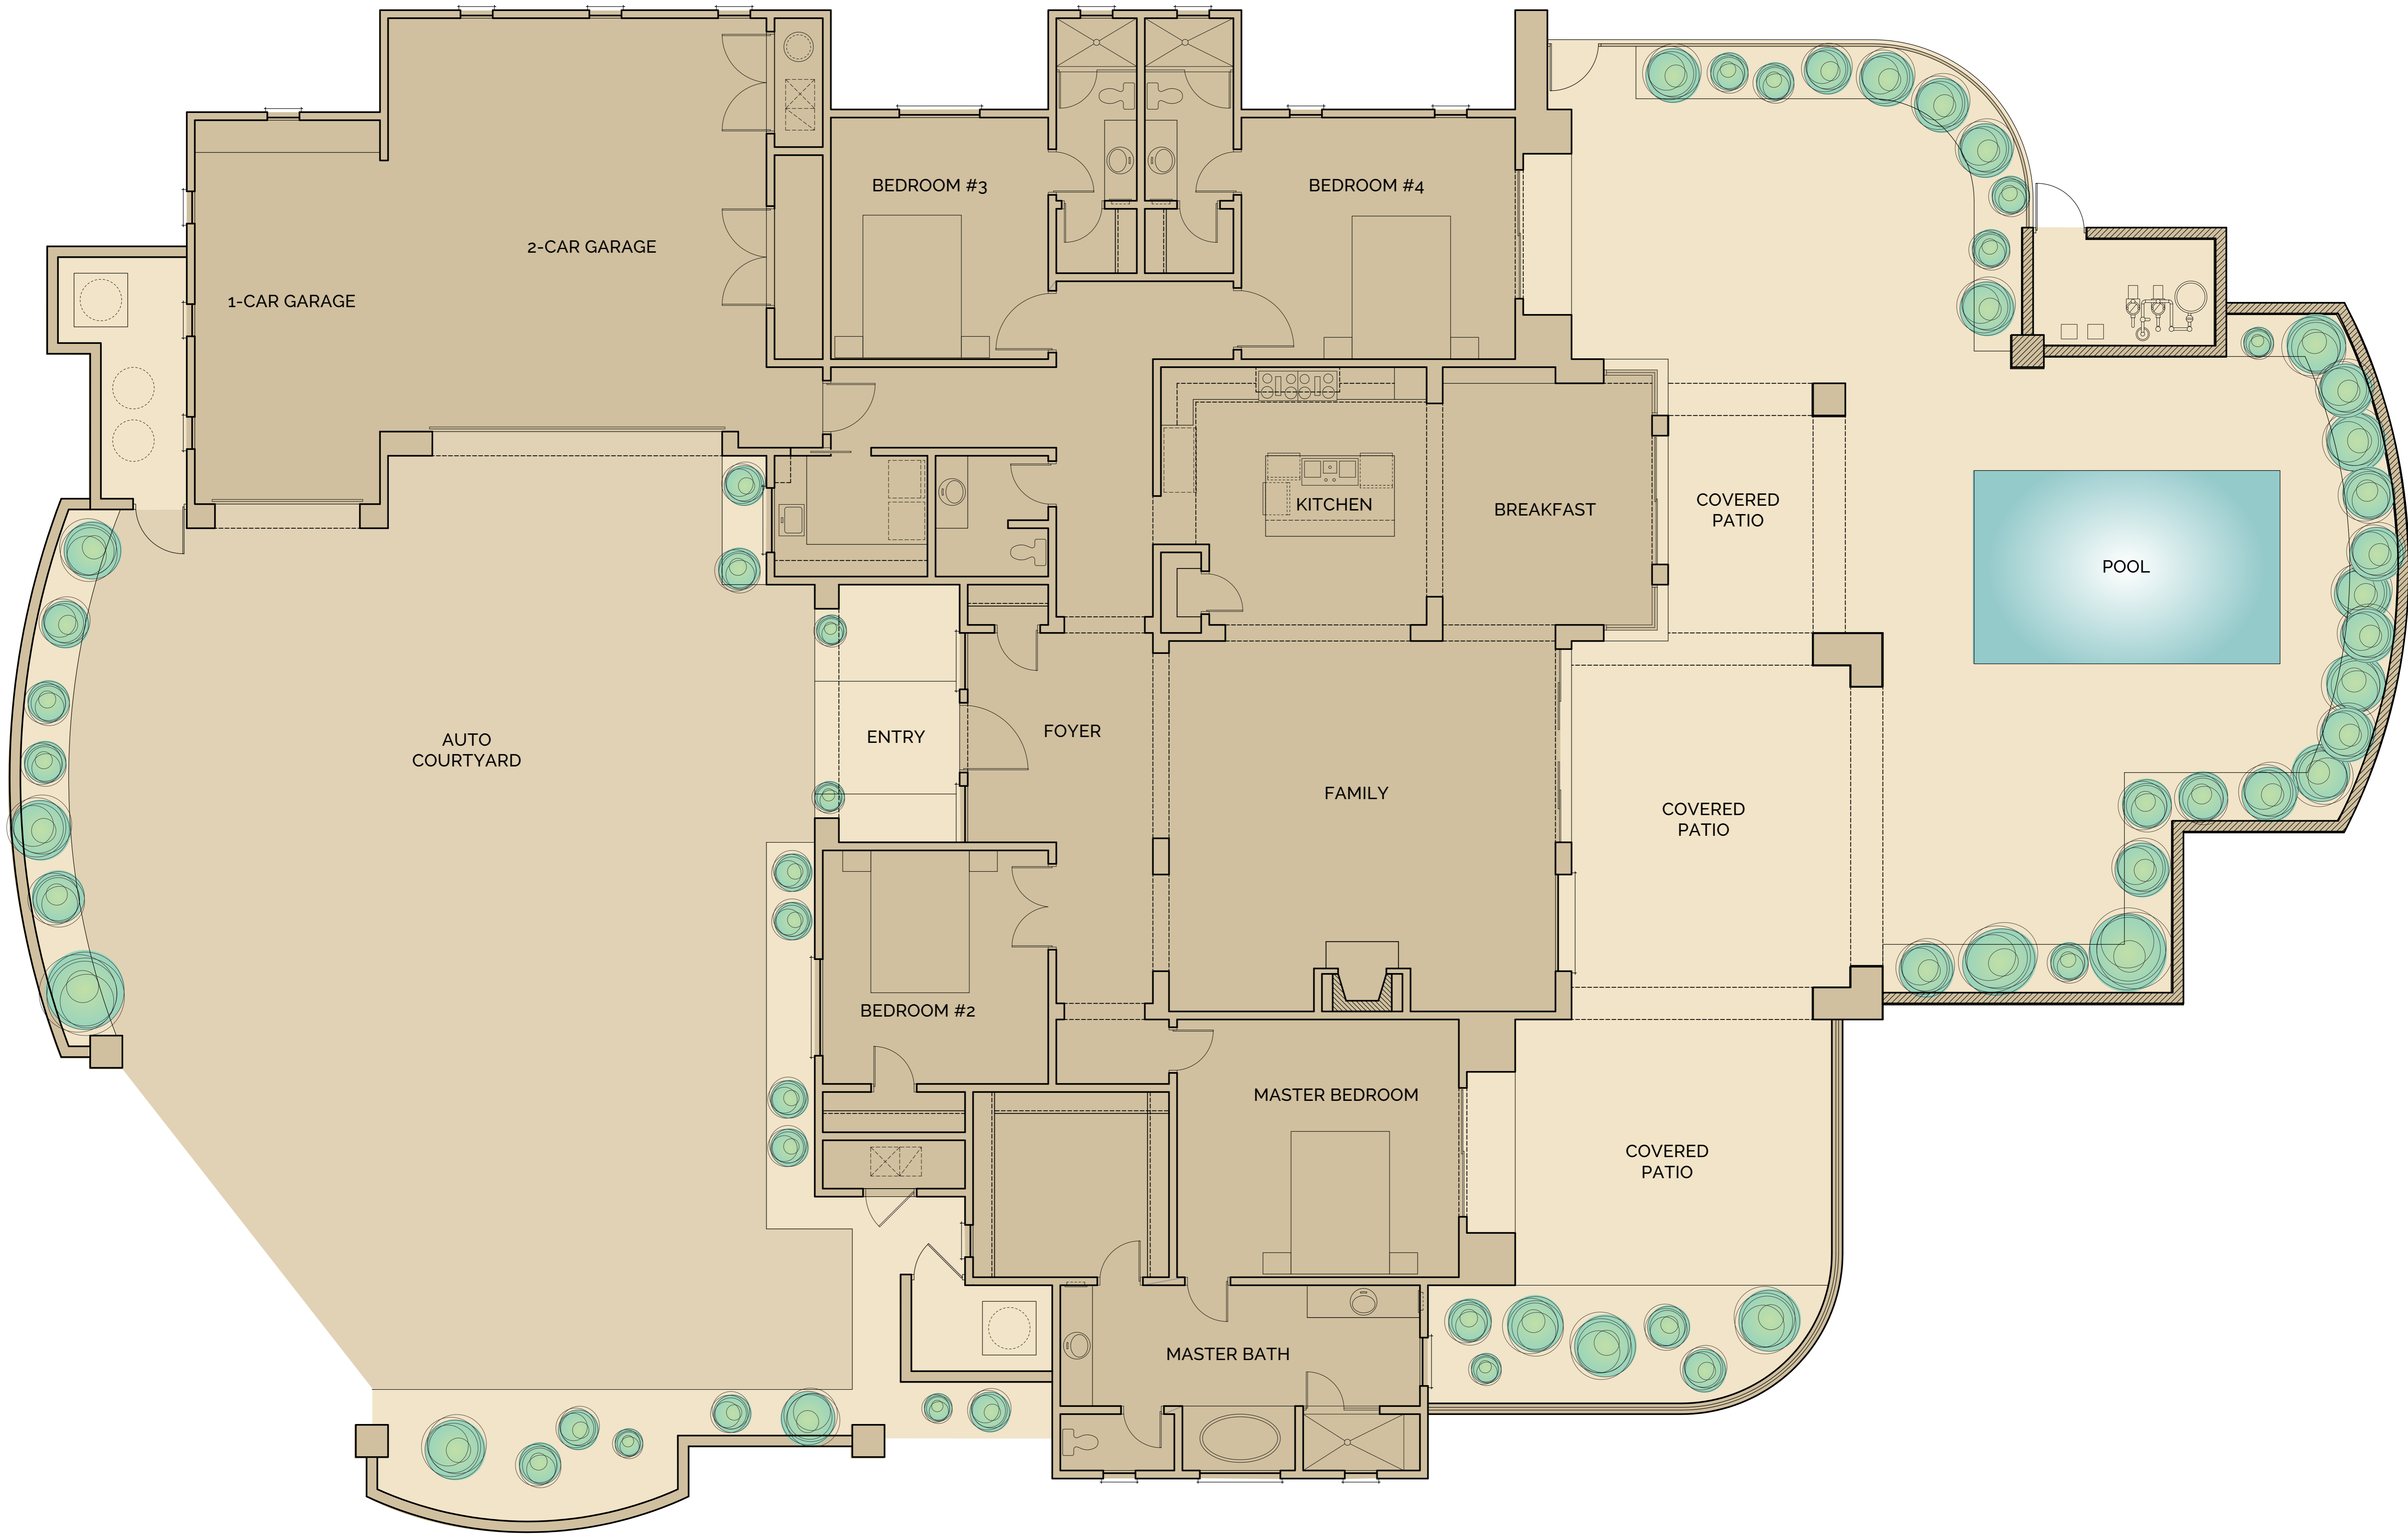 BEDROOM #3
BEDROOM #4
2-CAR GARAGE
1-CAR GARAGE
KITCHEN
BREAKFAST
COVERED
PATIO
POOL
AUTO
COURTYARD
ENTRY
FOYER
FAMILY
COVERED
PATIO
BEDROOM #2
MASTER BEDROOM
COVERED
PATIO
MASTER BATH